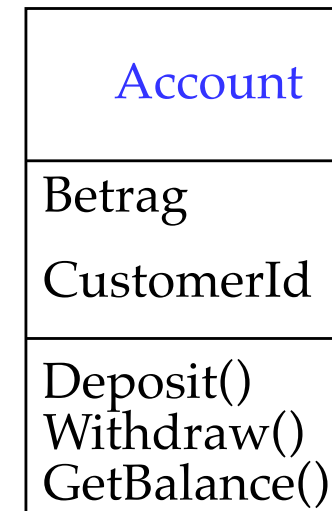 Account
Betrag
CustomerId
Deposit()
Withdraw()
GetBalance()